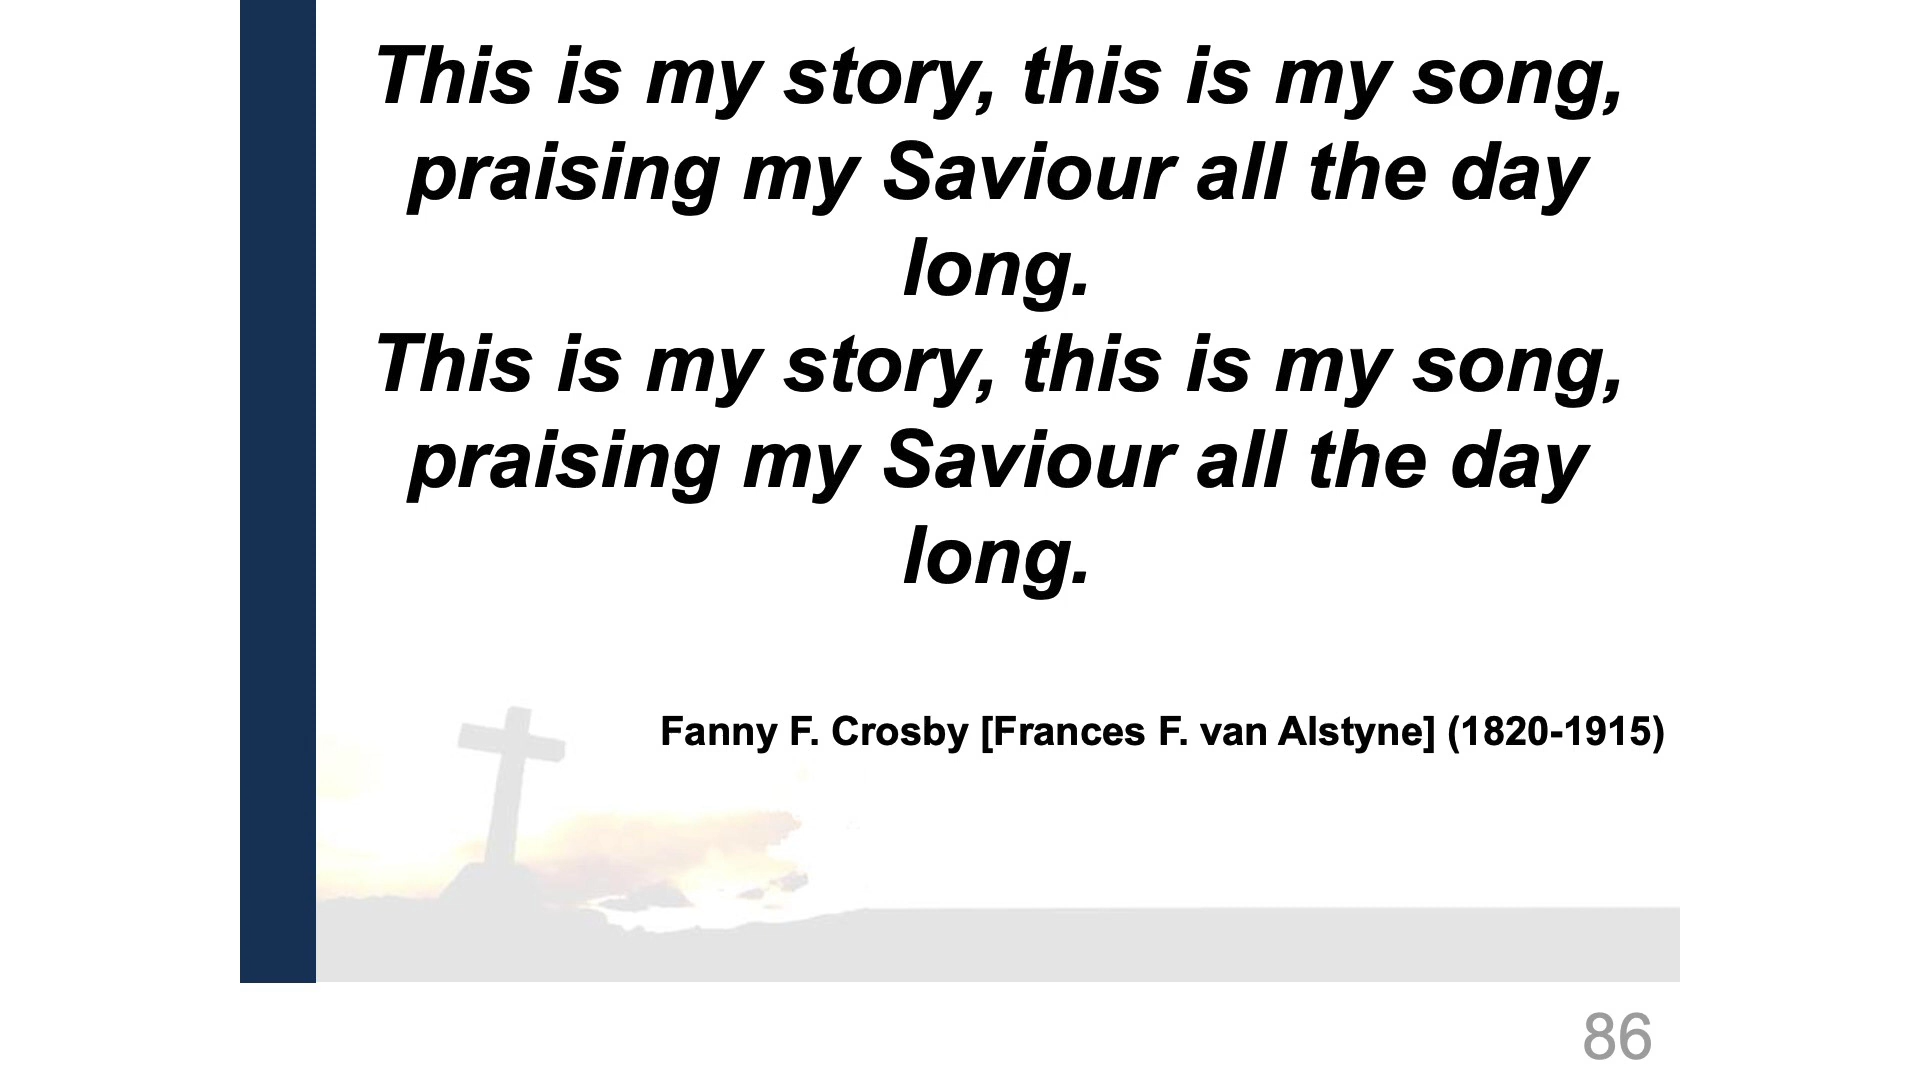 This is my story, this is my song,
praising my Saviour all the day
long.
This is my story, this is my song,
praising my Saviour all the day
long.
Fanny F. Crosby [Frances F. van Alstyne] (1820-1915)
86